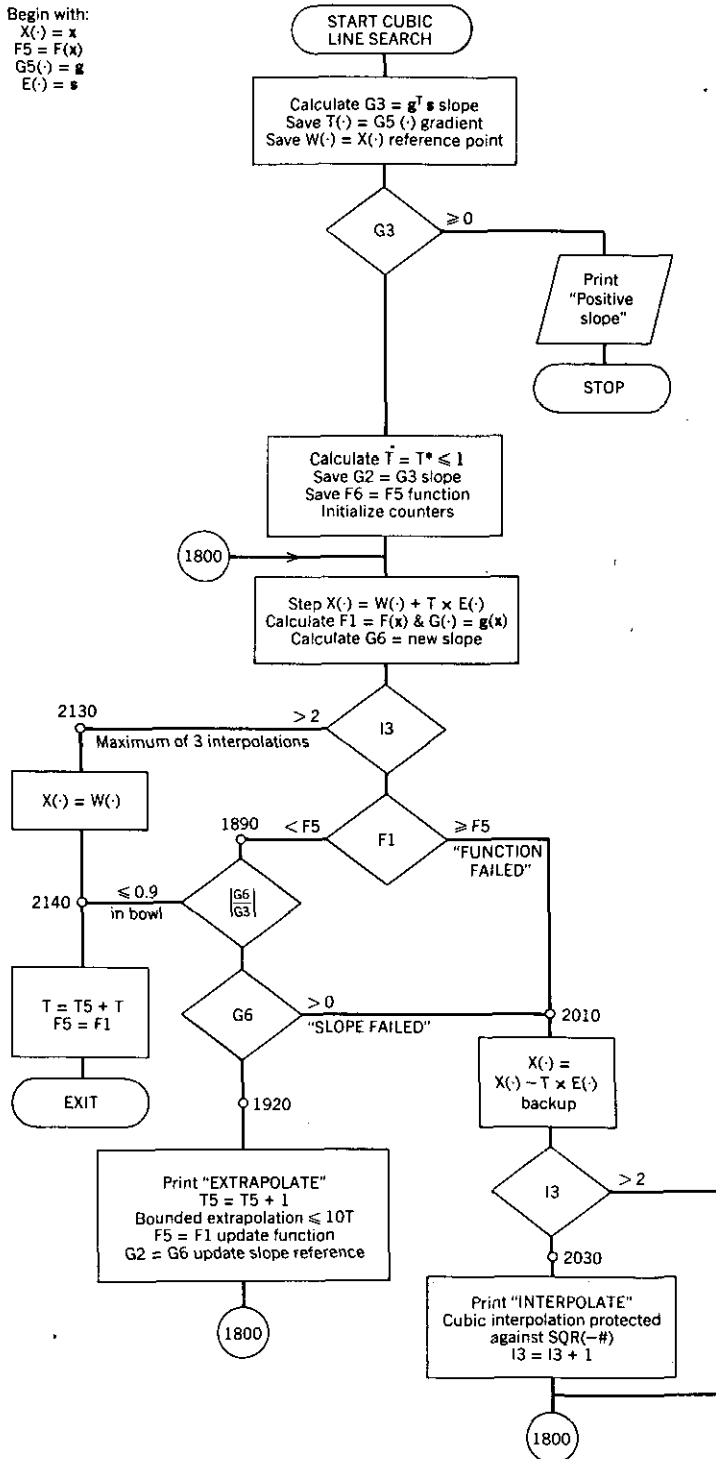 Begin with:
X(·) = x
F5 = F(x)
G5(·) = g
E(·) = s
START CUBIC
LINE SEARCH
Calculate G3 = gᵀ s slope
Save T(·) = G5 (·) gradient
Save W(·) = X(·) reference point
G3
⩾ 0
Print
"Positive
slope"
STOP
Calculate T = T* ⩽ 1
Save G2 = G3 slope
Save F6 = F5 function
Initialize counters
1800
Step X(·) = W(·) + T × E(·)
Calculate F1 = F(x) & G(·) = g(x)
Calculate G6 = new slope
2130
> 2
I3
Maximum of 3 interpolations
X(·) = W(·)
1890
< F5
F1
⩾ F5
"FUNCTION
FAILED"
2140
⩽ 0.9
in bowl
|G6/G3|
T = T5 + T
F5 = F1
G6
> 0
"SLOPE FAILED"
2010
EXIT
X(·) =
X(·) − T × E(·)
backup
1920
I3
> 2
Print "EXTRAPOLATE"
T5 = T5 + 1
Bounded extrapolation ⩽ 10T
F5 = F1 update function
G2 = G6 update slope reference
2030
Print "INTERPOLATE"
Cubic interpolation protected
against SQR(−#)
I3 = I3 + 1
1800
1800